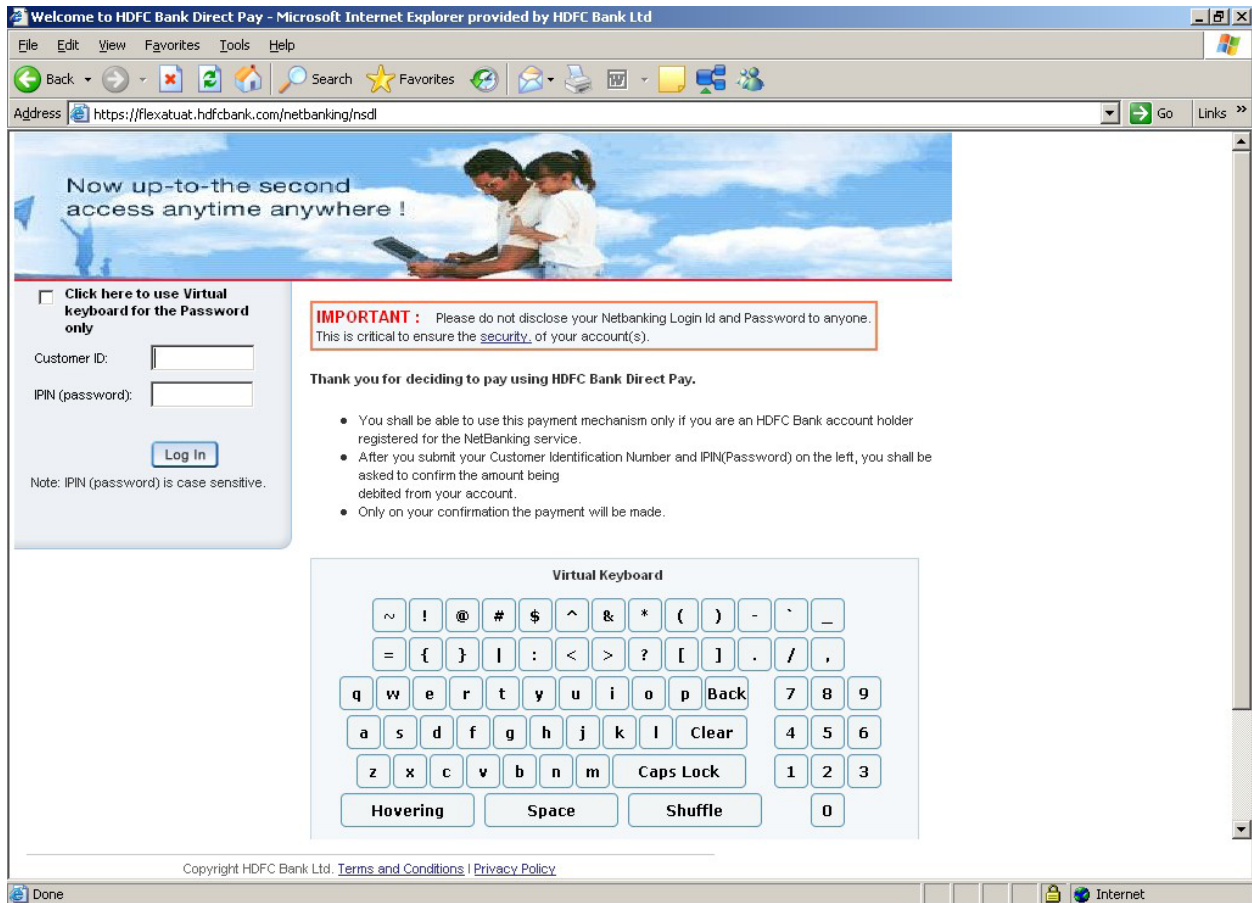 Welcome to HDFC Bank Direct Pay - Microsoft Internet Explorer provided by HDFC Bank Ltd
File Edit View Favorites Tools Help
Back Search Favorites
Address https://flexatuat.hdfcbank.com/netbanking/nsdl Go Links »
Now up-to-the second
access anytime anywhere !
Click here to use Virtual
keyboard for the Password
only
Customer ID:
IPIN (password):
Log In
Note: IPIN (password) is case sensitive.
IMPORTANT : Please do not disclose your Netbanking Login Id and Password to anyone.
This is critical to ensure the security. of your account(s).
Thank you for deciding to pay using HDFC Bank Direct Pay.
● You shall be able to use this payment mechanism only if you are an HDFC Bank account holder
registered for the NetBanking service.
● After you submit your Customer Identification Number and IPIN(Password) on the left, you shall be
asked to confirm the amount being
debited from your account.
● Only on your confirmation the payment will be made.
Virtual Keyboard
~ ! @ # $ ^ & * ( ) - ` _
= { } | : < > ? [ ] . / ,
q w e r t y u i o p Back 7 8 9
a s d f g h j k l Clear 4 5 6
z x c v b n m Caps Lock 1 2 3
Hovering Space Shuffle 0
Copyright HDFC Bank Ltd. Terms and Conditions | Privacy Policy
Done Internet